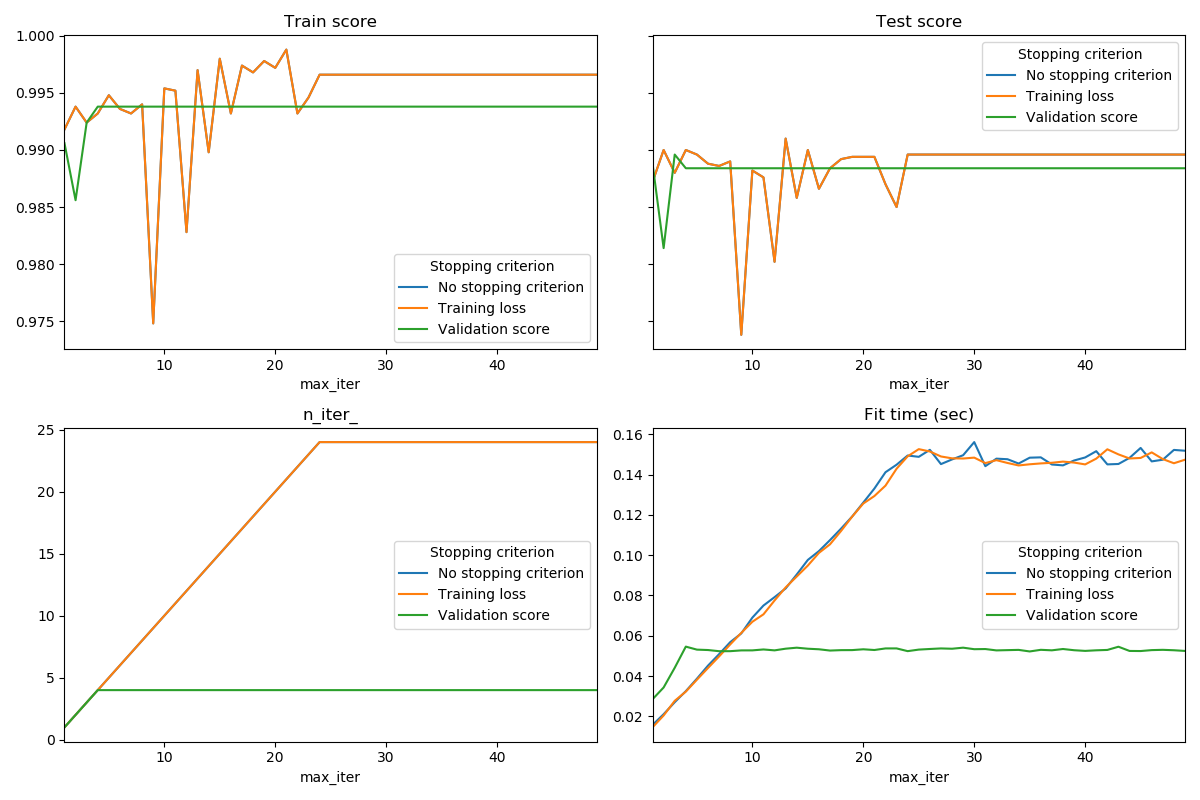 Train score
1.000
0.995
0.990
0.985
0.980
0.975
Stopping criterion
No stopping criterion
Training loss
Validation score
10 20 30 40
max_iter
Test score
Stopping criterion
No stopping criterion
Training loss
Validation score
10 20 30 40
max_iter
n_iter_
25
20
15
10
5
0
Stopping criterion
No stopping criterion
Training loss
Validation score
10 20 30 40
max_iter
Fit time (sec)
0.16
0.14
0.12
0.10
0.08
0.06
0.04
0.02
Stopping criterion
No stopping criterion
Training loss
Validation score
10 20 30 40
max_iter